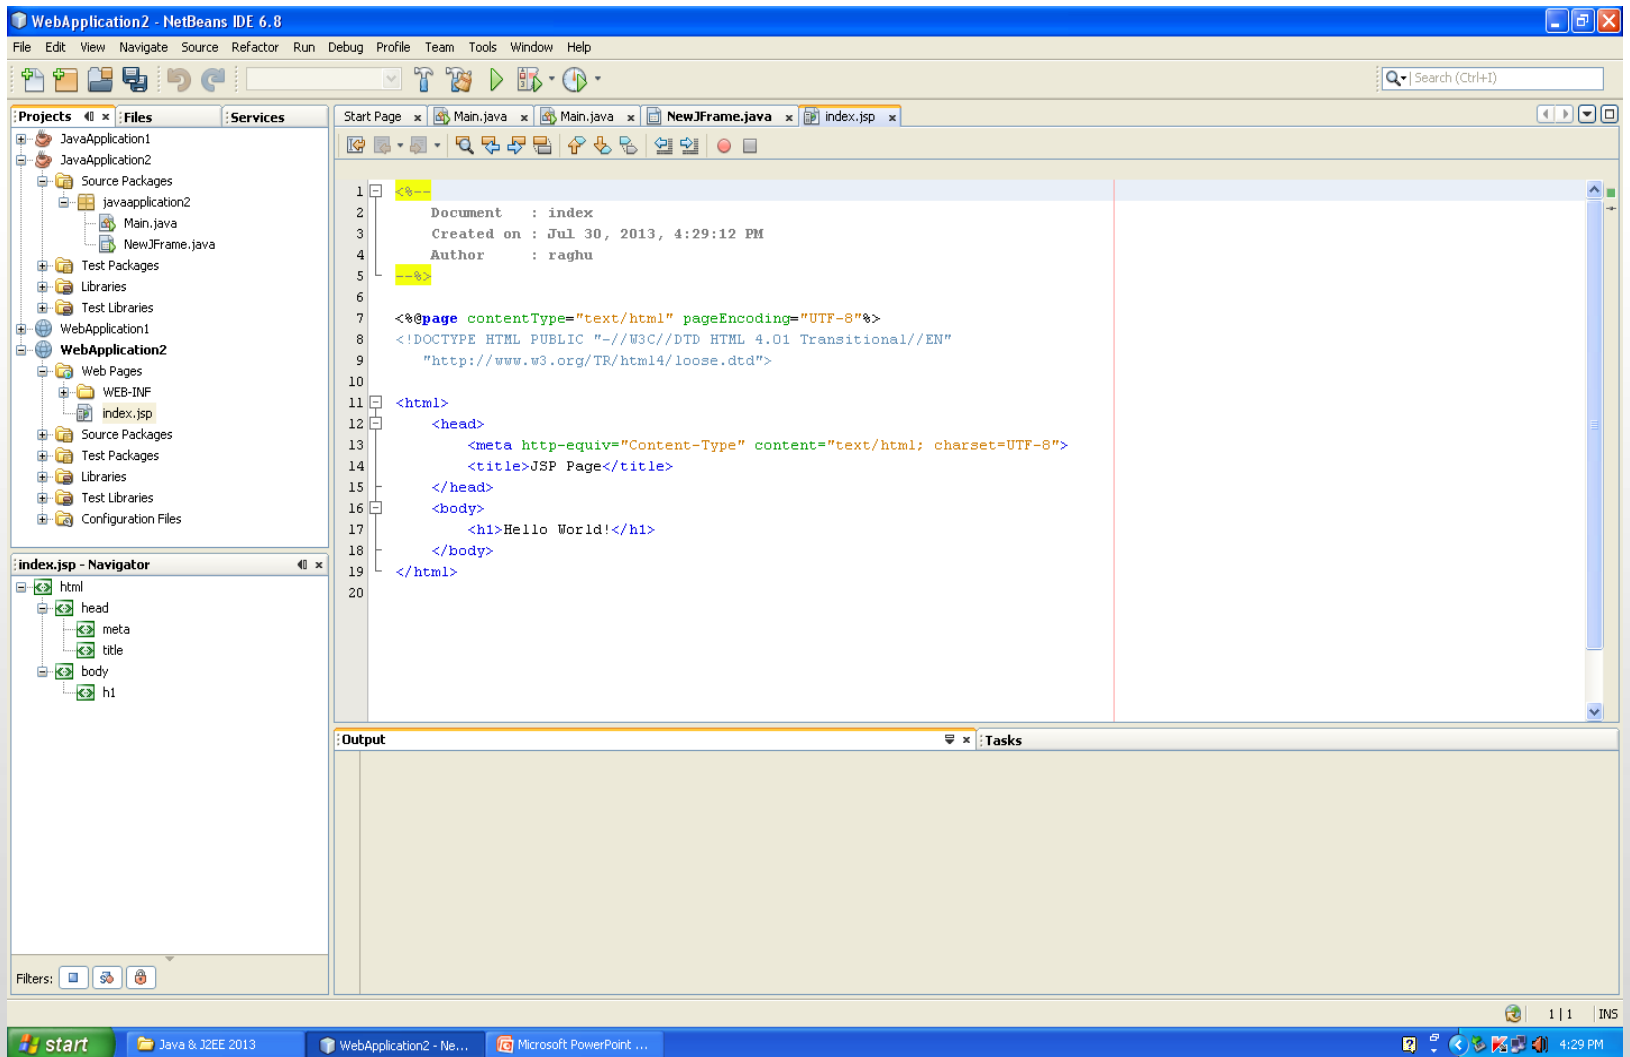 WebApplication2 - NetBeans IDE 6.8
File Edit View Navigate Source Refactor Run Debug Profile Team Tools Window Help
Search (Ctrl+I)
Projects Files Services
Start Page Main.java Main.java NewJFrame.java index.jsp
JavaApplication1
JavaApplication2
Source Packages
javaapplication2
Main.java
NewJFrame.java
Test Packages
Libraries
Test Libraries
WebApplication1
WebApplication2
Web Pages
WEB-INF
index.jsp
Source Packages
Test Packages
Libraries
Test Libraries
Configuration Files
index.jsp - Navigator
html
head
meta
title
body
h1
Filters:
1 <%--
2 Document : index
3 Created on : Jul 30, 2013, 4:29:12 PM
4 Author : raghu
5 --%>
6
7 <%@page contentType="text/html" pageEncoding="UTF-8"%>
8 <!DOCTYPE HTML PUBLIC "-//W3C//DTD HTML 4.01 Transitional//EN"
9 "http://www.w3.org/TR/html4/loose.dtd">
10
11 <html>
12 <head>
13 <meta http-equiv="Content-Type" content="text/html; charset=UTF-8">
14 <title>JSP Page</title>
15 </head>
16 <body>
17 <h1>Hello World!</h1>
18 </body>
19 </html>
20
Output Tasks
1 | 1 INS
start Java & J2EE 2013 WebApplication2 - Ne... Microsoft PowerPoint ... 4:29 PM